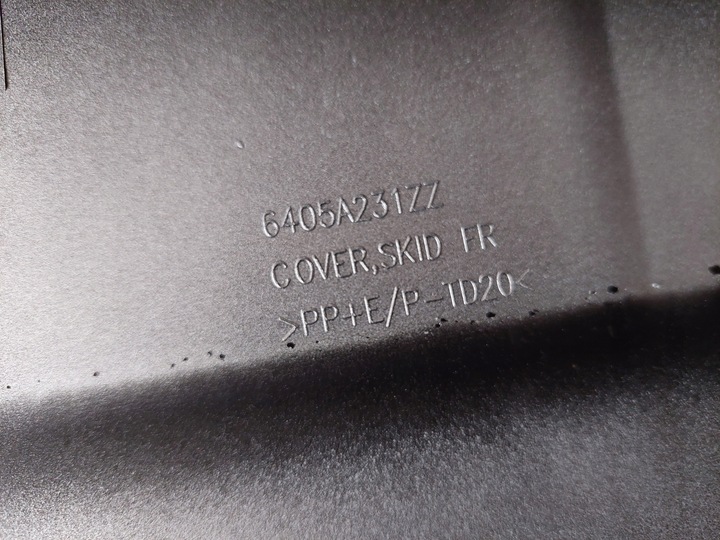 6405A231ZZ
COVER,SKID FR
>PP+E/P-TD20<